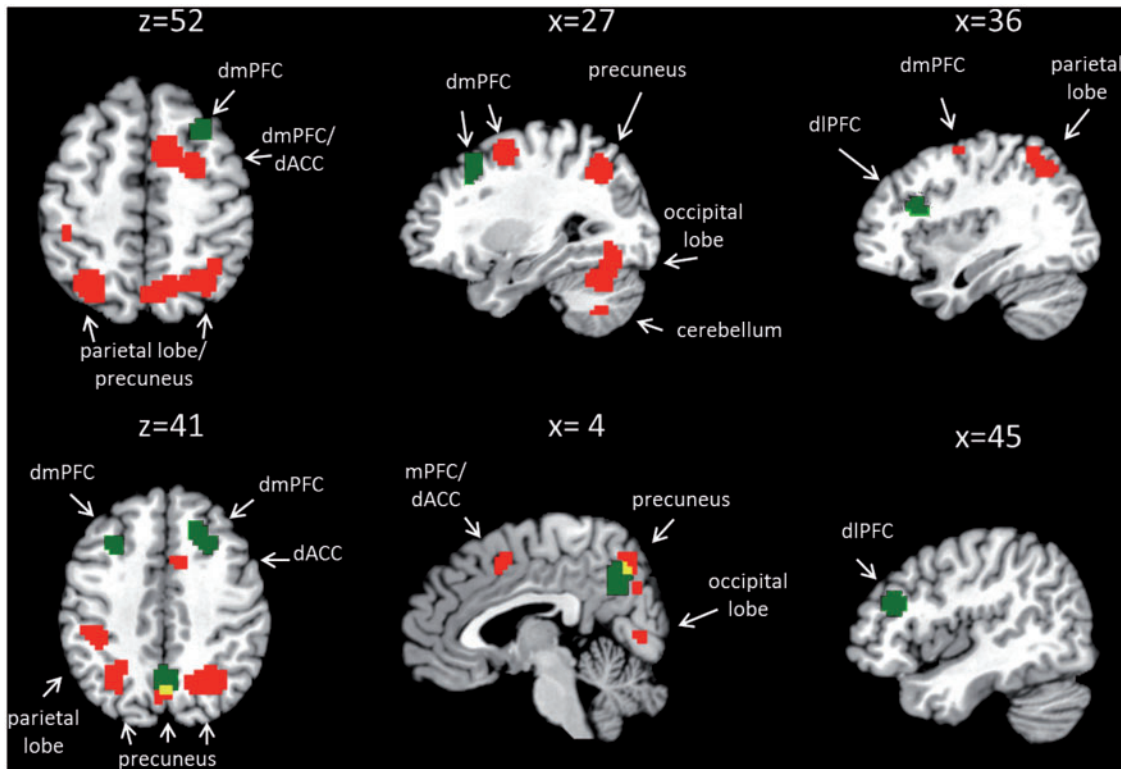 z=52
dmPFC
dmPFC/
dACC
parietal lobe/
precuneus
x=27
dmPFC
precuneus
occipital
lobe
cerebellum
x=36
dmPFC
parietal
lobe
dlPFC
z=41
dmPFC
dmPFC
dACC
parietal
lobe
precuneus
x= 4
mPFC/
dACC
precuneus
occipital
lobe
x=45
dlPFC